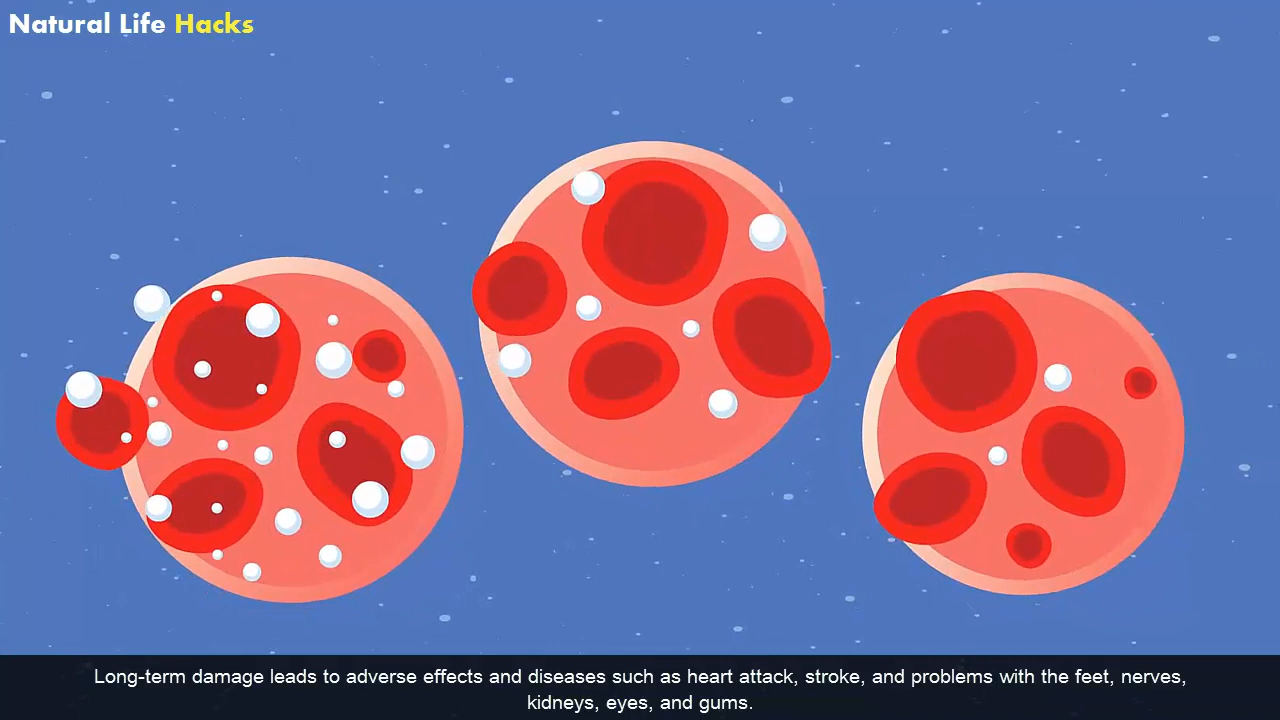 Natural Life Hacks
Long-term damage leads to adverse effects and diseases such as heart attack, stroke, and problems with the feet, nerves,
kidneys, eyes, and gums.